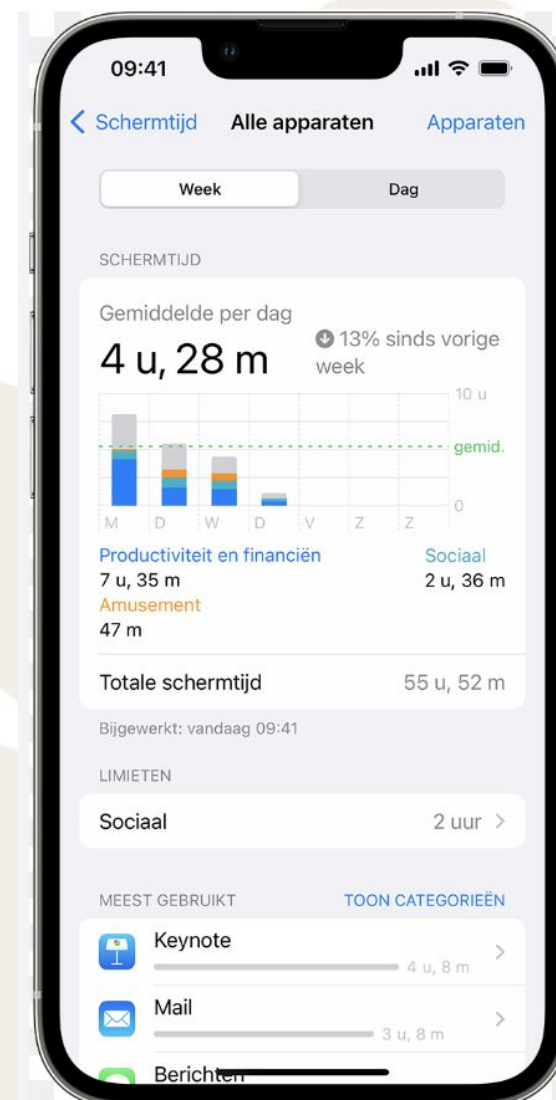 09:41
Schermtijd Alle apparaten Apparaten
Week Dag
SCHERMTIJD
Gemiddelde per dag
4 u, 28 m
13% sinds vorige
week
10 u
gemid.
0
M D W D V Z Z
Productiviteit en financiën Sociaal
7 u, 35 m 2 u, 36 m
Amusement
47 m
Totale schermtijd 55 u, 52 m
Bijgewerkt: vandaag 09:41
LIMIETEN
Sociaal 2 uur
MEEST GEBRUIKT TOON CATEGORIEËN
Keynote
4 u, 8 m
Mail
3 u, 8 m
Berichten